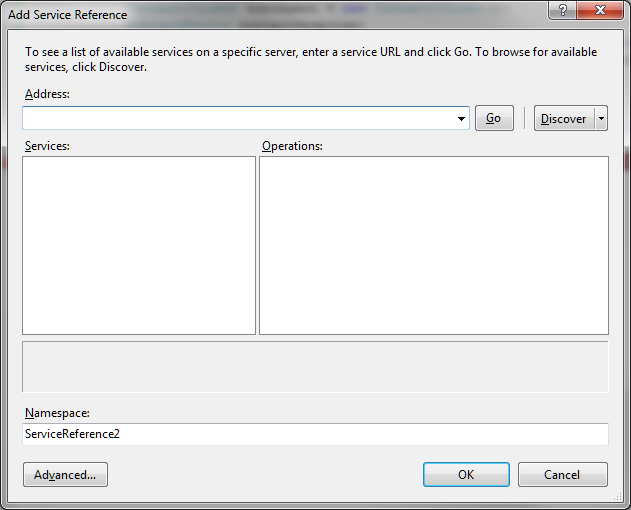 Add Service Reference
To see a list of available services on a specific server, enter a service URL and click Go. To browse for available
services, click Discover.
Address:
Go
Discover
Services:
Operations:
Namespace:
ServiceReference2
Advanced...
OK
Cancel